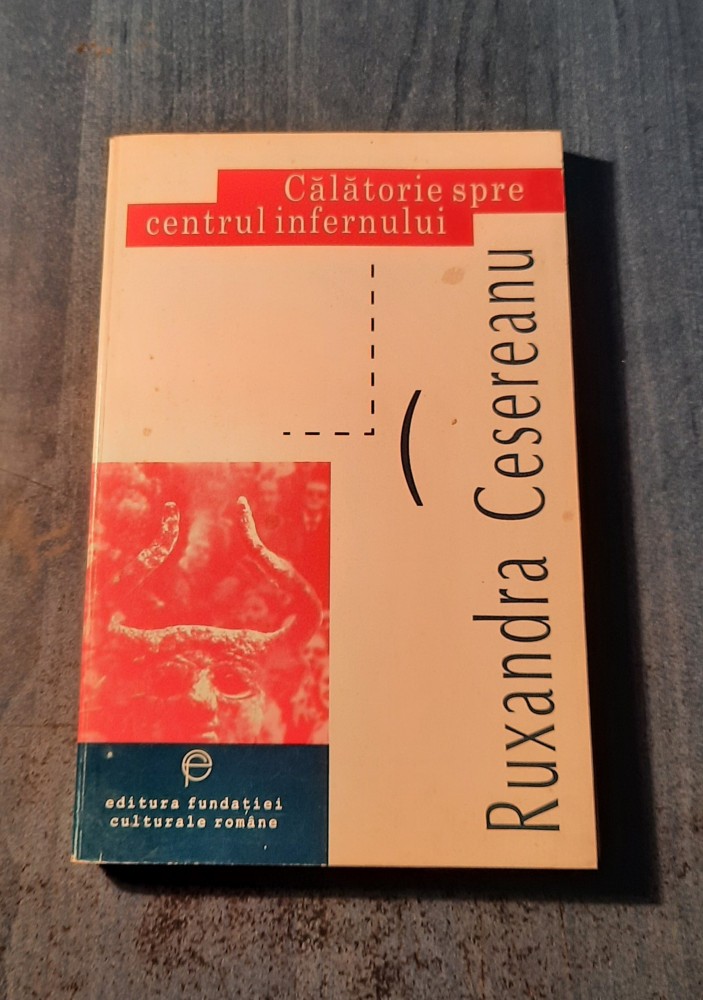 Călătorie spre
centrul infernului
Ruxandra Cesereanu
editura fundației
culturale române